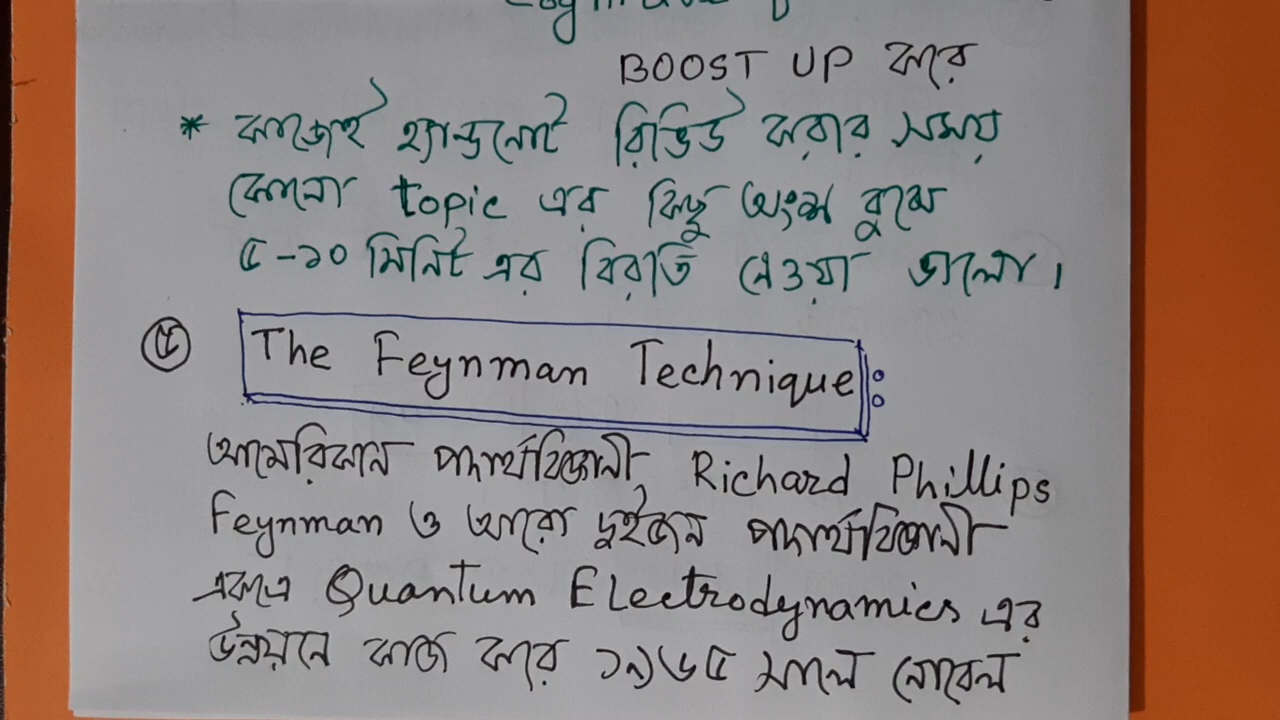 BOOST UP করে
* কাজেই হ্যান্ডনোট রিভিউ করার সময়
কোনো topic এর কিছু অংশ বুঝে
৫-১০ মিনিট এর বিরতি নেওয়া ভালো।
৫ The Feynman Technique:
আমেরিকান পদার্থবিজ্ঞানী Richard Phillips
Feynman ও আরো দুইজন পদার্থবিজ্ঞানী
একত্রে Quantum Electrodynamics এর
উন্নয়নে কাজ করে ১৯৬৫ সালে নোবেল